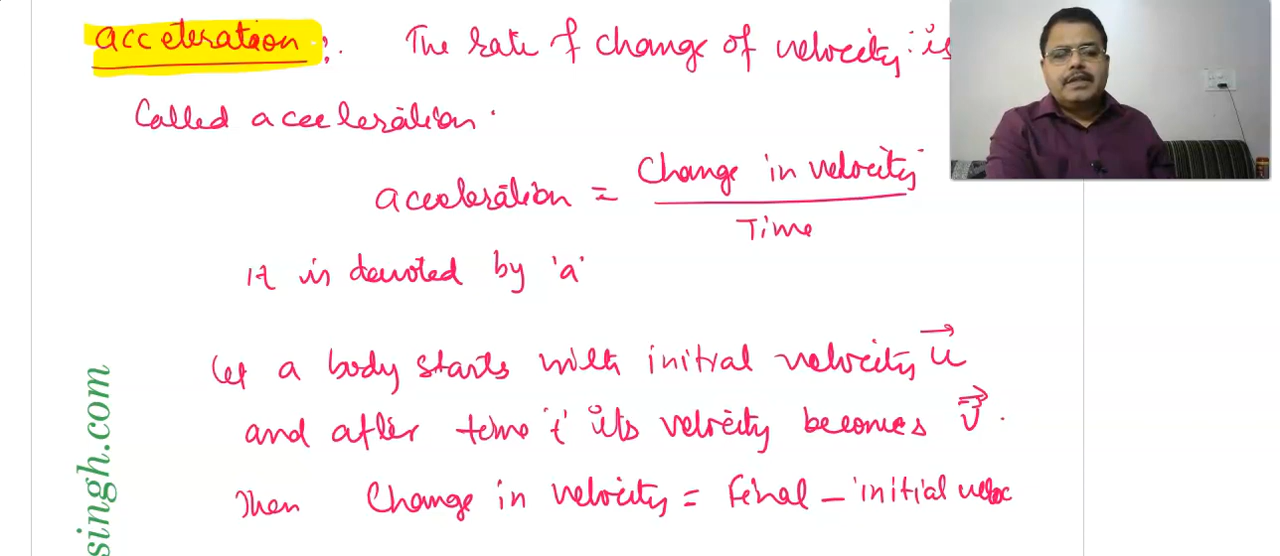 acceleration :. The rate of change of velocity is
Called acceleration.
acceleration = Change in velocity
Time
It is denoted by 'a'
Let a body starts with initial velocity u
and after time 't' its velocity becomes v.
Then Change in velocity = Final - initial veloc
singh.com